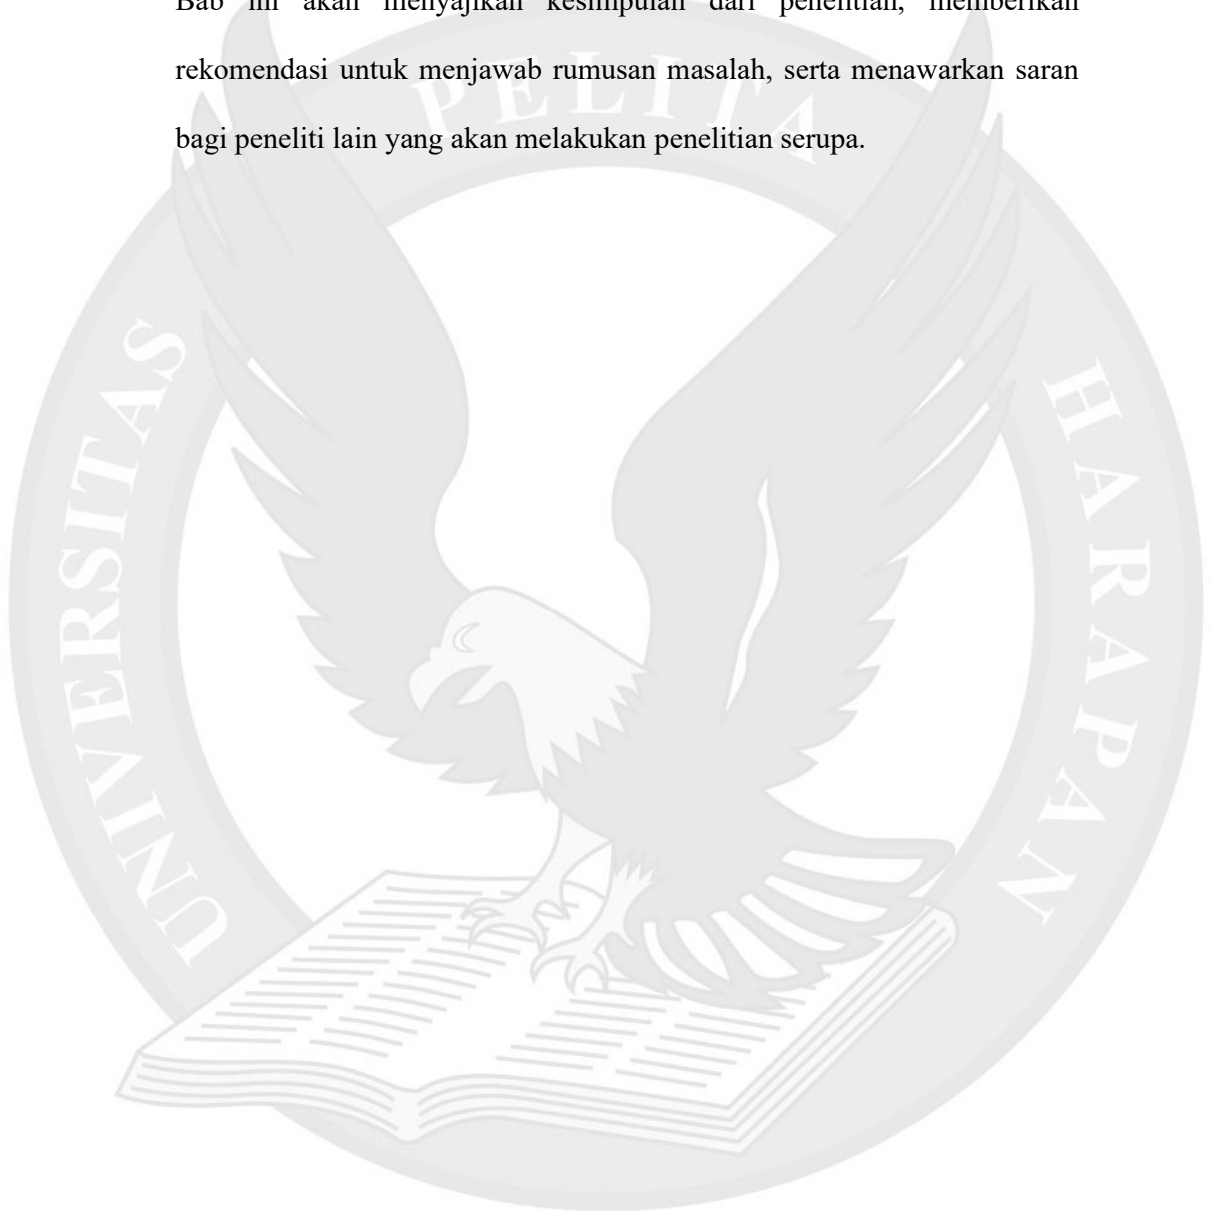 Bab ini akan menyajikan kesimpulan dari penelitian, memberikan
rekomendasi untuk menjawab rumusan masalah, serta menawarkan saran
bagi peneliti lain yang akan melakukan penelitian serupa.
UNIVERSITAS PELITA HARAPAN